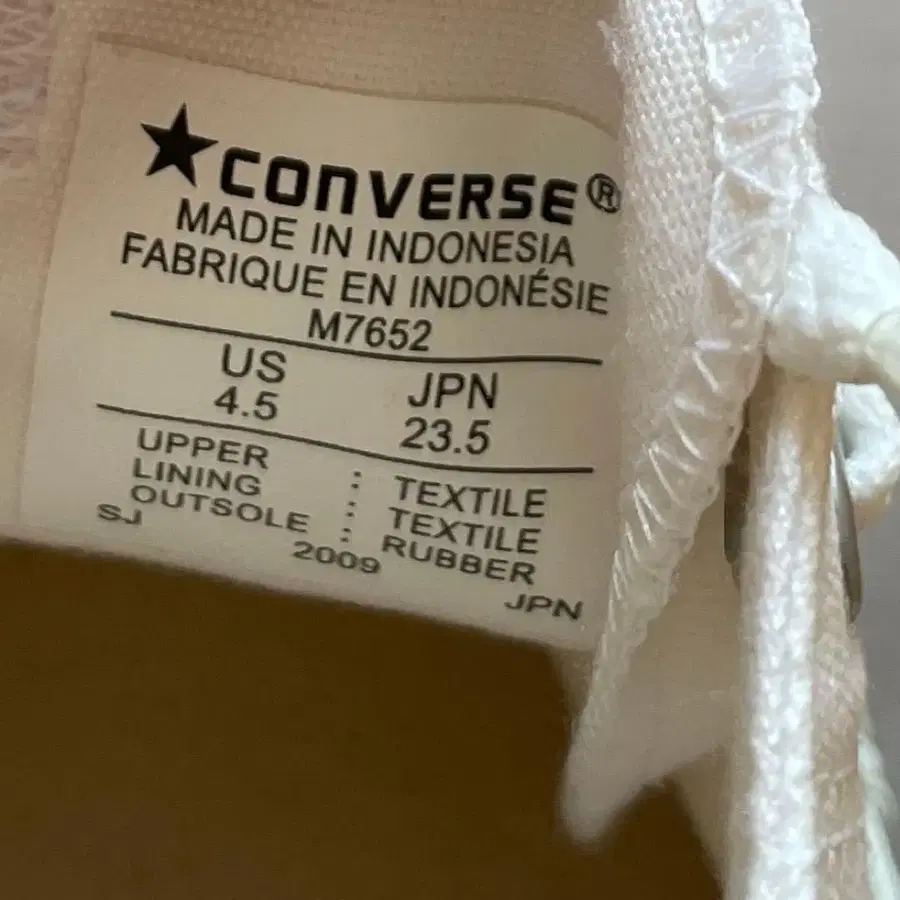 ★CONVERSE®
MADE IN INDONESIA
FABRIQUE EN INDONÉSIE
M7652
US JPN
4.5 23.5
UPPER : TEXTILE
LINING : TEXTILE
OUTSOLE : RUBBER
SJ 2009 JPN